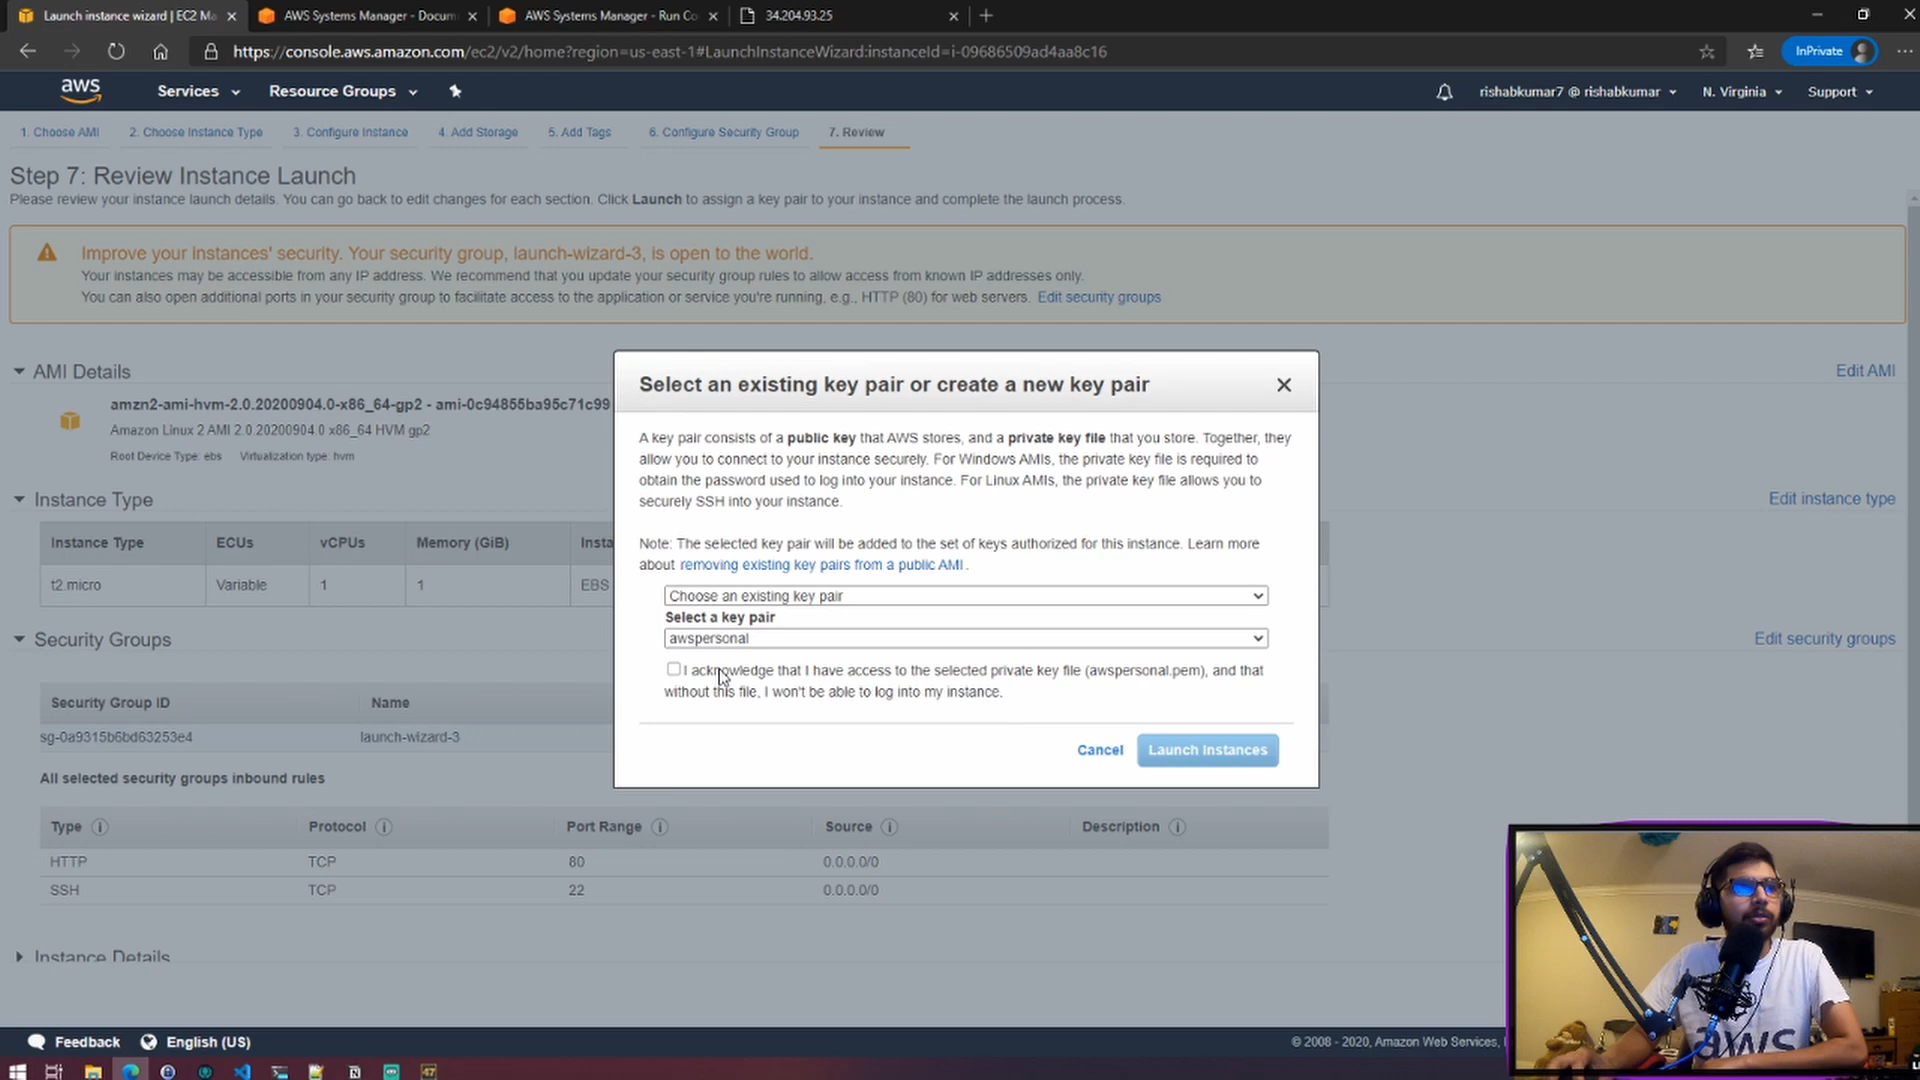 Launch instance wizard | EC2 Ma
AWS Systems Manager - Docum
AWS Systems Manager - Run Co
34.204.93.25
https://console.aws.amazon.com/ec2/v2/home?region=us-east-1#LaunchInstanceWizard:instanceId=i-09686509ad4aa8c16
InPrivate
aws
Services
Resource Groups
rishabkumar7 @ rishabkumar
N. Virginia
Support
1. Choose AMI
2. Choose Instance Type
3. Configure Instance
4. Add Storage
5. Add Tags
6. Configure Security Group
7. Review
Step 7: Review Instance Launch
Please review your instance launch details. You can go back to edit changes for each section. Click Launch to assign a key pair to your instance and complete the launch process.
Improve your instances' security. Your security group, launch-wizard-3, is open to the world.
Your instances may be accessible from any IP address. We recommend that you update your security group rules to allow access from known IP addresses only.
You can also open additional ports in your security group to facilitate access to the application or service you're running, e.g., HTTP (80) for web servers. Edit security groups
AMI Details
Edit AMI
amzn2-ami-hvm-2.0.20200904.0-x86_64-gp2 - ami-0c94855ba95c71c99
Amazon Linux 2 AMI 2.0.20200904.0 x86_64 HVM gp2
Root Device Type: ebs Virtualization type: hvm
Instance Type
Edit instance type
Instance Type ECUs vCPUs Memory (GiB) Insta
t2.micro Variable 1 1 EBS
Security Groups
Edit security groups
Security Group ID Name
sg-0a9315b6bd63253e4 launch-wizard-3
All selected security groups inbound rules
Type Protocol Port Range Source Description
HTTP TCP 80 0.0.0.0/0
SSH TCP 22 0.0.0.0/0
Instance Details
Select an existing key pair or create a new key pair
A key pair consists of a public key that AWS stores, and a private key file that you store. Together, they
allow you to connect to your instance securely. For Windows AMIs, the private key file is required to
obtain the password used to log into your instance. For Linux AMIs, the private key file allows you to
securely SSH into your instance.
Note: The selected key pair will be added to the set of keys authorized for this instance. Learn more
about removing existing key pairs from a public AMI .
Choose an existing key pair
Select a key pair
awspersonal
I acknowledge that I have access to the selected private key file (awspersonal.pem), and that
without this file, I won't be able to log into my instance.
Cancel
Launch Instances
Feedback
English (US)
© 2008 - 2020, Amazon Web Services,
aws